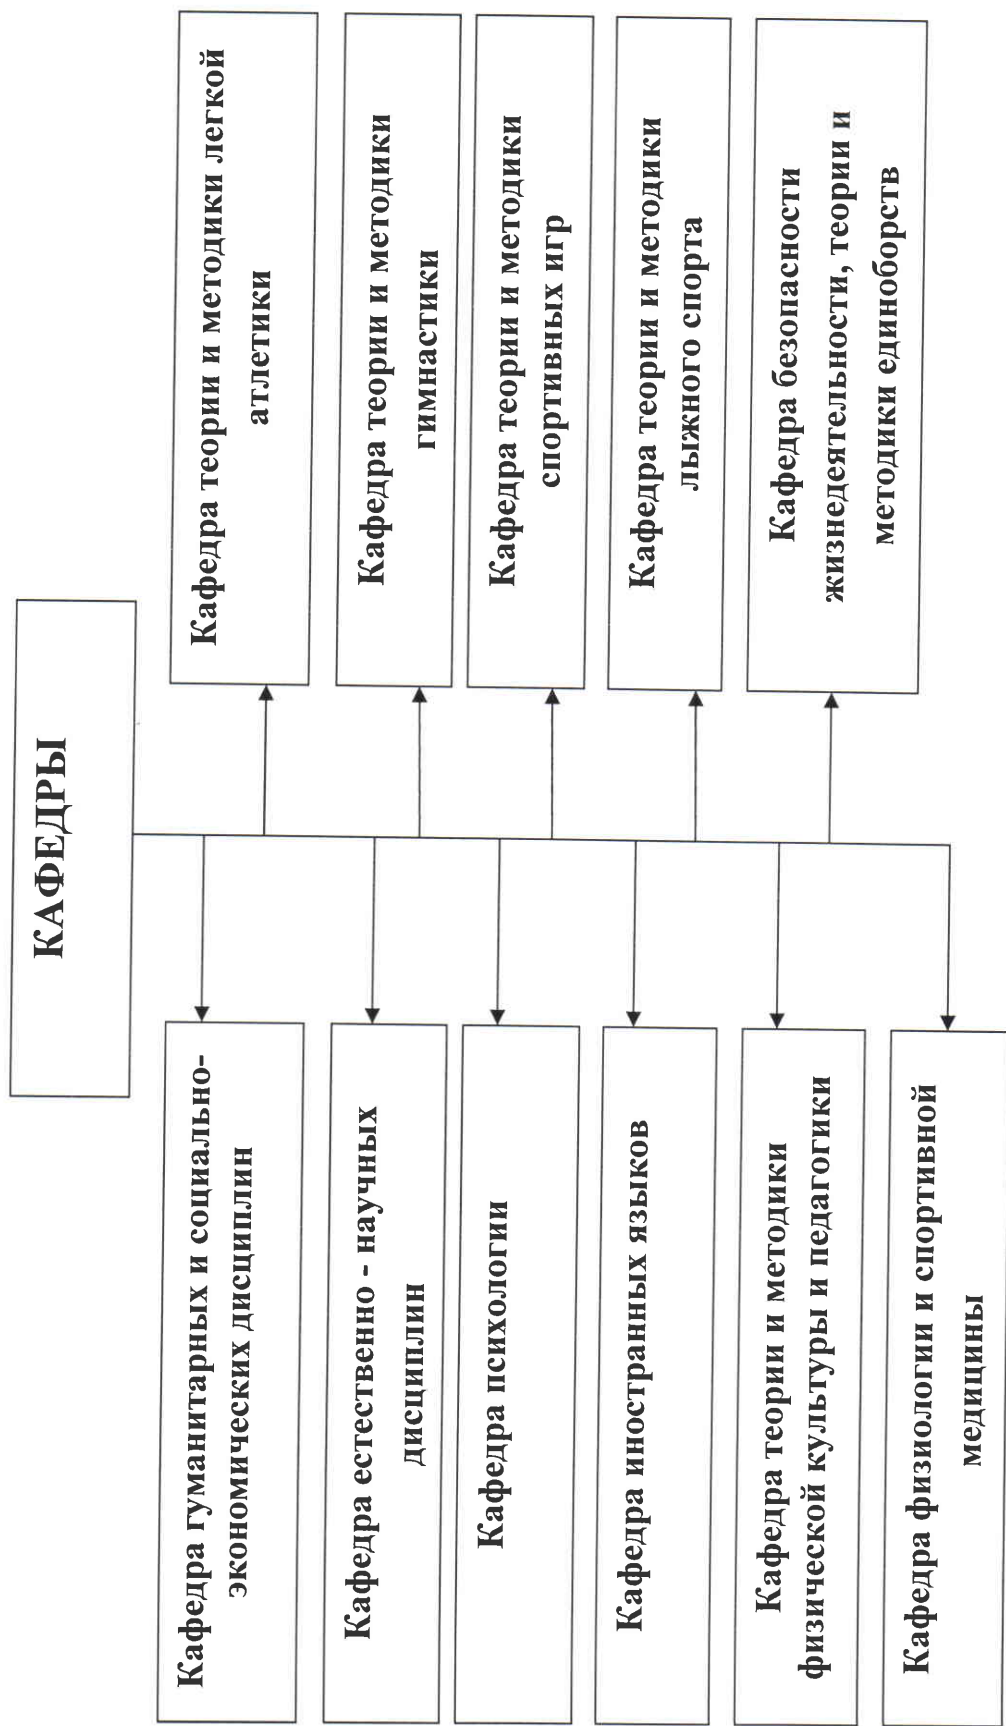 КАФЕДРЫ
Кафедра гуманитарных и социально-
экономических дисциплин
Кафедра естественно - научных
дисциплин
Кафедра психологии
Кафедра иностранных языков
Кафедра теории и методики
физической культуры и педагогики
Кафедра физиологии и спортивной
медицины
Кафедра теории и методики легкой
атлетики
Кафедра теории и методики
гимнастики
Кафедра теории и методики
спортивных игр
Кафедра теории и методики
лыжного спорта
Кафедра безопасности
жизнедеятельности, теории и
методики единоборств